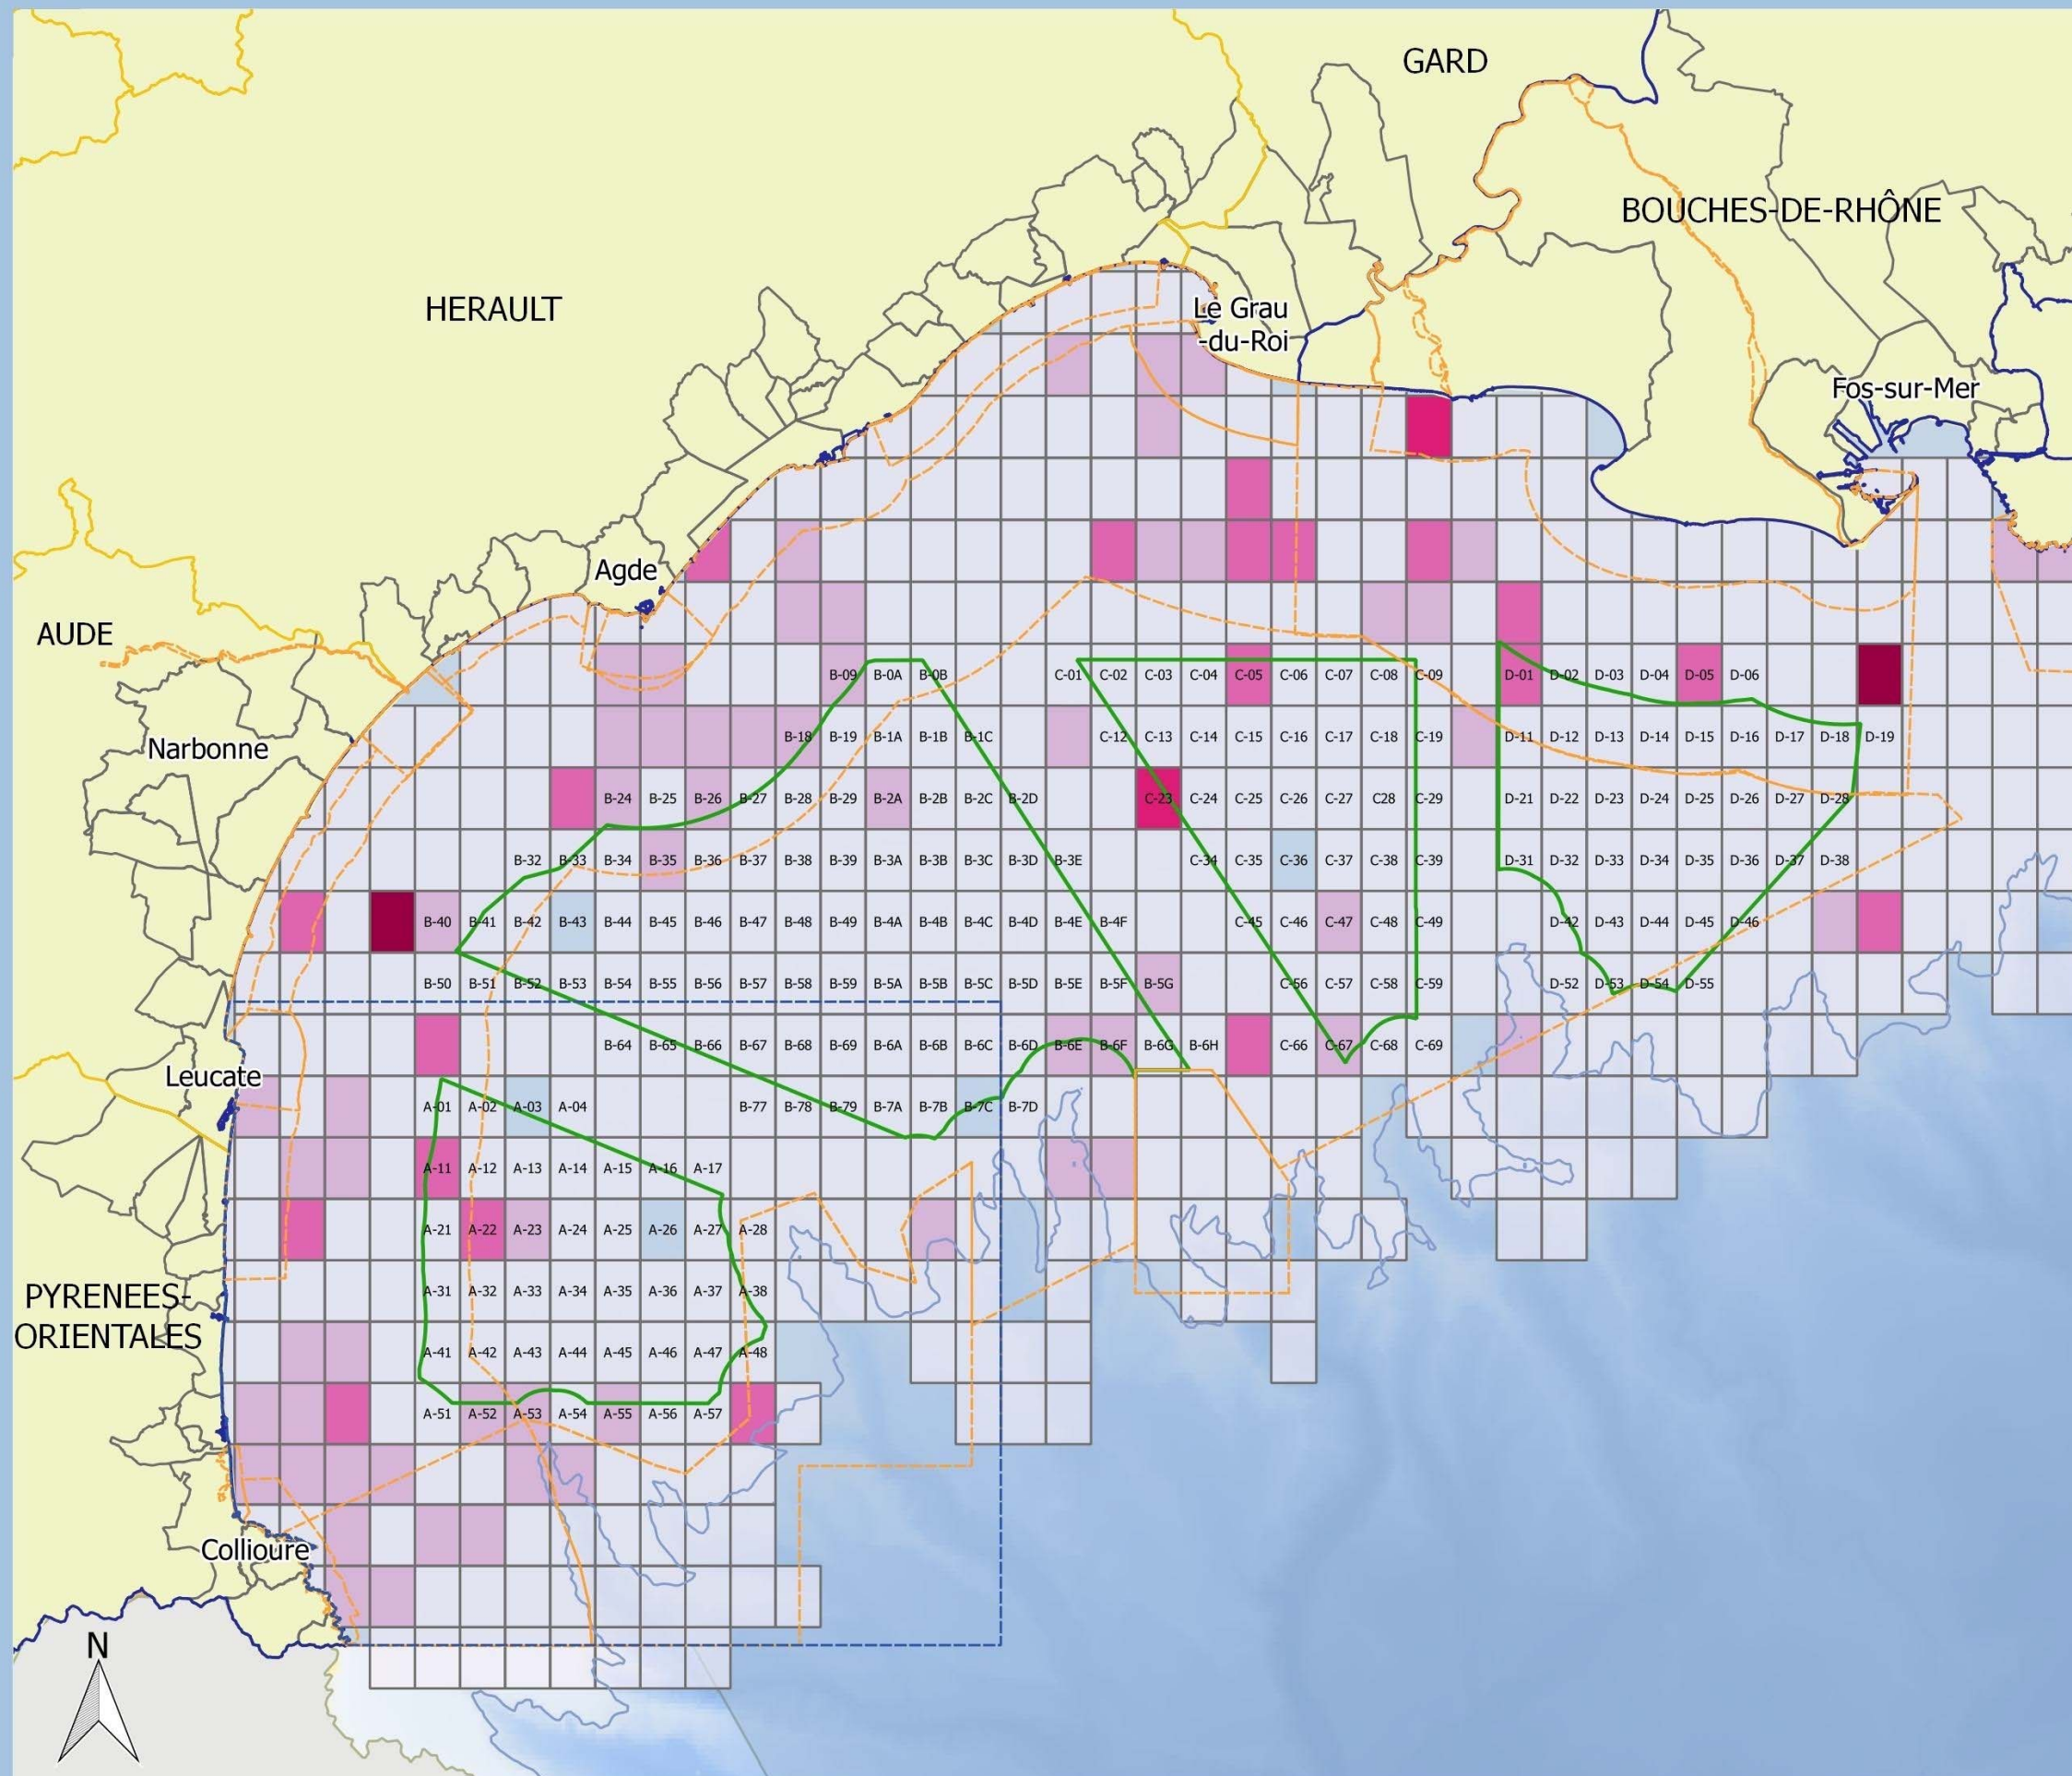 GARD
BOUCHES-DE-RHÔNE
HERAULT
Le Grau
-du-Roi
Fos-sur-Mer
Agde
AUDE
B-09 B-0A B-0B C-01 C-02 C-03 C-04 C-05 C-06 C-07 C-08 C-09 D-01 D-02 D-03 D-04 D-05 D-06
Narbonne
B-18 B-19 B-1A B-1B B-1C C-12 C-13 C-14 C-15 C-16 C-17 C-18 C-19 D-11 D-12 D-13 D-14 D-15 D-16 D-17 D-18 D-19
B-24 B-25 B-26 B-27 B-28 B-29 B-2A B-2B B-2C B-2D C-23 C-24 C-25 C-26 C-27 C28 C-29 D-21 D-22 D-23 D-24 D-25 D-26 D-27 D-28
B-32 B-33 B-34 B-35 B-36 B-37 B-38 B-39 B-3A B-3B B-3C B-3D B-3E C-34 C-35 C-36 C-37 C-38 C-39 D-31 D-32 D-33 D-34 D-35 D-36 D-37 D-38
B-40 B-41 B-42 B-43 B-44 B-45 B-46 B-47 B-48 B-49 B-4A B-4B B-4C B-4D B-4E B-4F C-45 C-46 C-47 C-48 C-49 D-42 D-43 D-44 D-45 D-46
B-50 B-51 B-52 B-53 B-54 B-55 B-56 B-57 B-58 B-59 B-5A B-5B B-5C B-5D B-5E B-5F B-5G C-56 C-57 C-58 C-59 D-52 D-53 D-54 D-55
B-64 B-65 B-66 B-67 B-68 B-69 B-6A B-6B B-6C B-6D B-6E B-6F B-6G B-6H C-66 C-67 C-68 C-69
Leucate
A-01 A-02 A-03 A-04 B-77 B-78 B-79 B-7A B-7B B-7C B-7D
A-11 A-12 A-13 A-14 A-15 A-16 A-17
A-21 A-22 A-23 A-24 A-25 A-26 A-27 A-28
A-31 A-32 A-33 A-34 A-35 A-36 A-37 A-38
PYRENEES-
ORIENTALES
A-41 A-42 A-43 A-44 A-45 A-46 A-47 A-48
A-51 A-52 A-53 A-54 A-55 A-56 A-57
Collioure
N